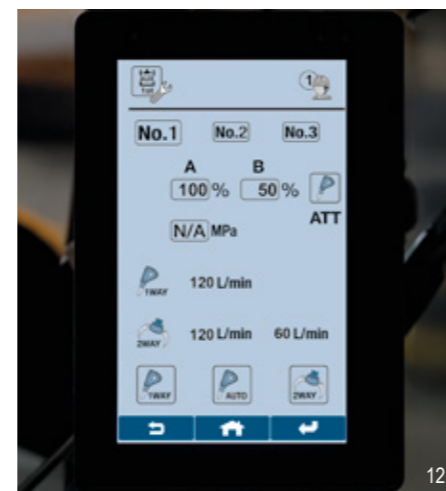 1
No.1 No.2 No.3
A B
100 % 50 %
ATT
N/A MPa
1WAY 120 L/min
2WAY 120 L/min 60 L/min
1WAY AUTO 2WAY
12